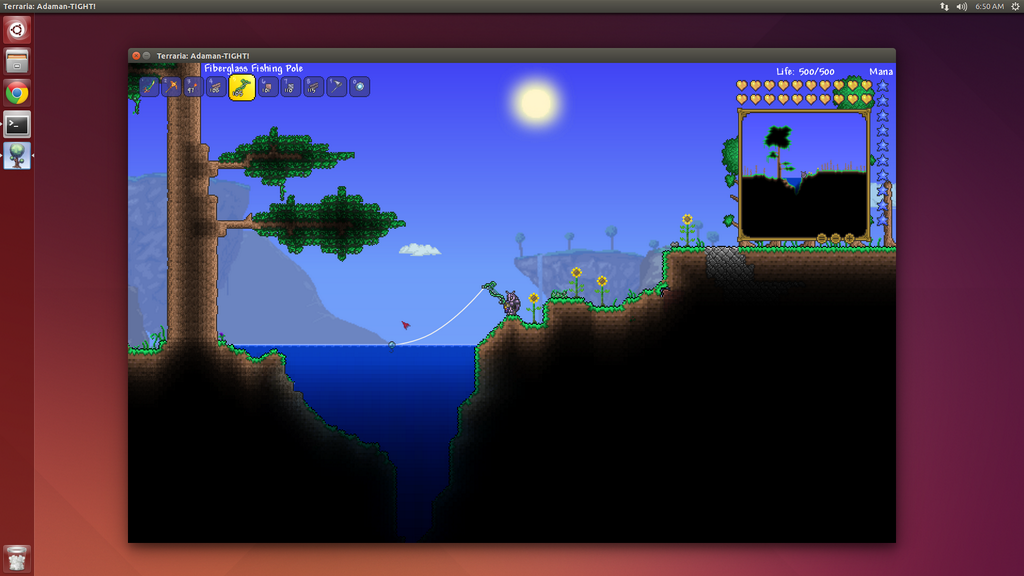 Terraria: Adaman-TIGHT!
6:50 AM
Terraria: Adaman-TIGHT!
Fiberglass Fishing Pole
Life: 500/500
Mana